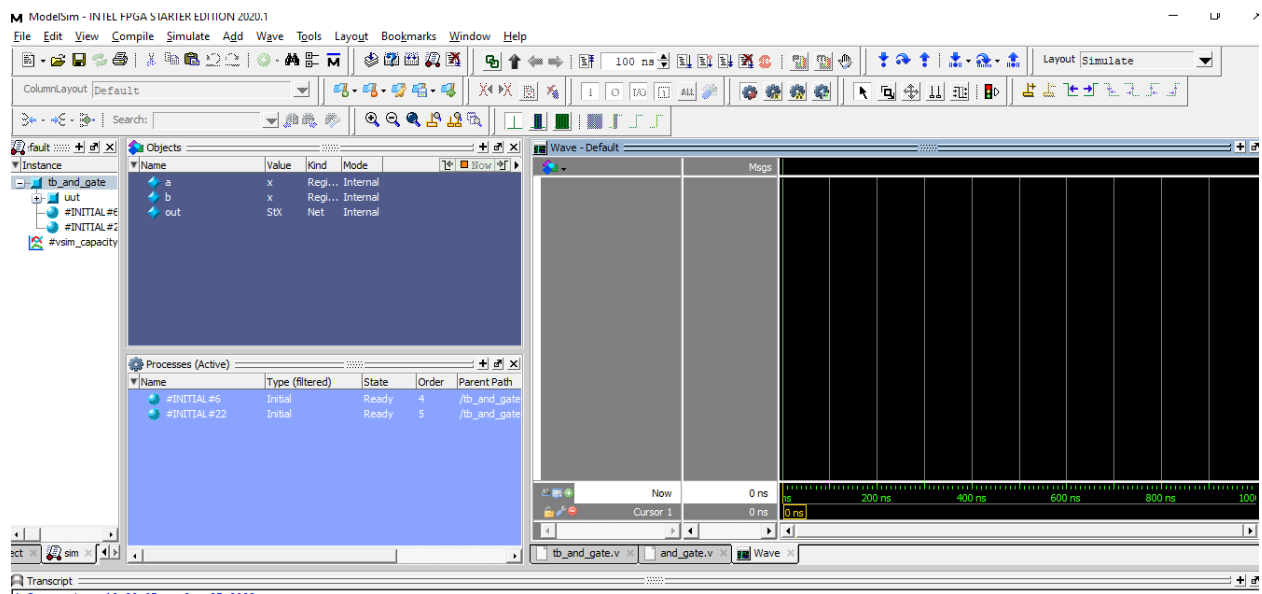 M ModelSim - INTEL FPGA STARTER EDITION 2020.1
File Edit View Compile Simulate Add Wave Tools Layout Bookmarks Window Help
100 ns Layout Simulate
ColumnLayout Default
Search:
fault Objects Wave - Default
Instance Name Value Kind Mode Now Msgs
tb_and_gate a x Regi... Internal
uut b x Regi... Internal
#INITIAL#6 out StX Net Internal
#INITIAL#2
#vsim_capacity
Processes (Active)
Name Type (filtered) State Order Parent Path
#INITIAL#6 Initial Ready 4 /tb_and_gate
#INITIAL#22 Initial Ready 5 /tb_and_gate
Now 0 ns ns 200 ns 400 ns 600 ns 800 ns 100
Cursor 1 0 ns 0 ns
ect sim tb_and_gate.v and_gate.v Wave
Transcript